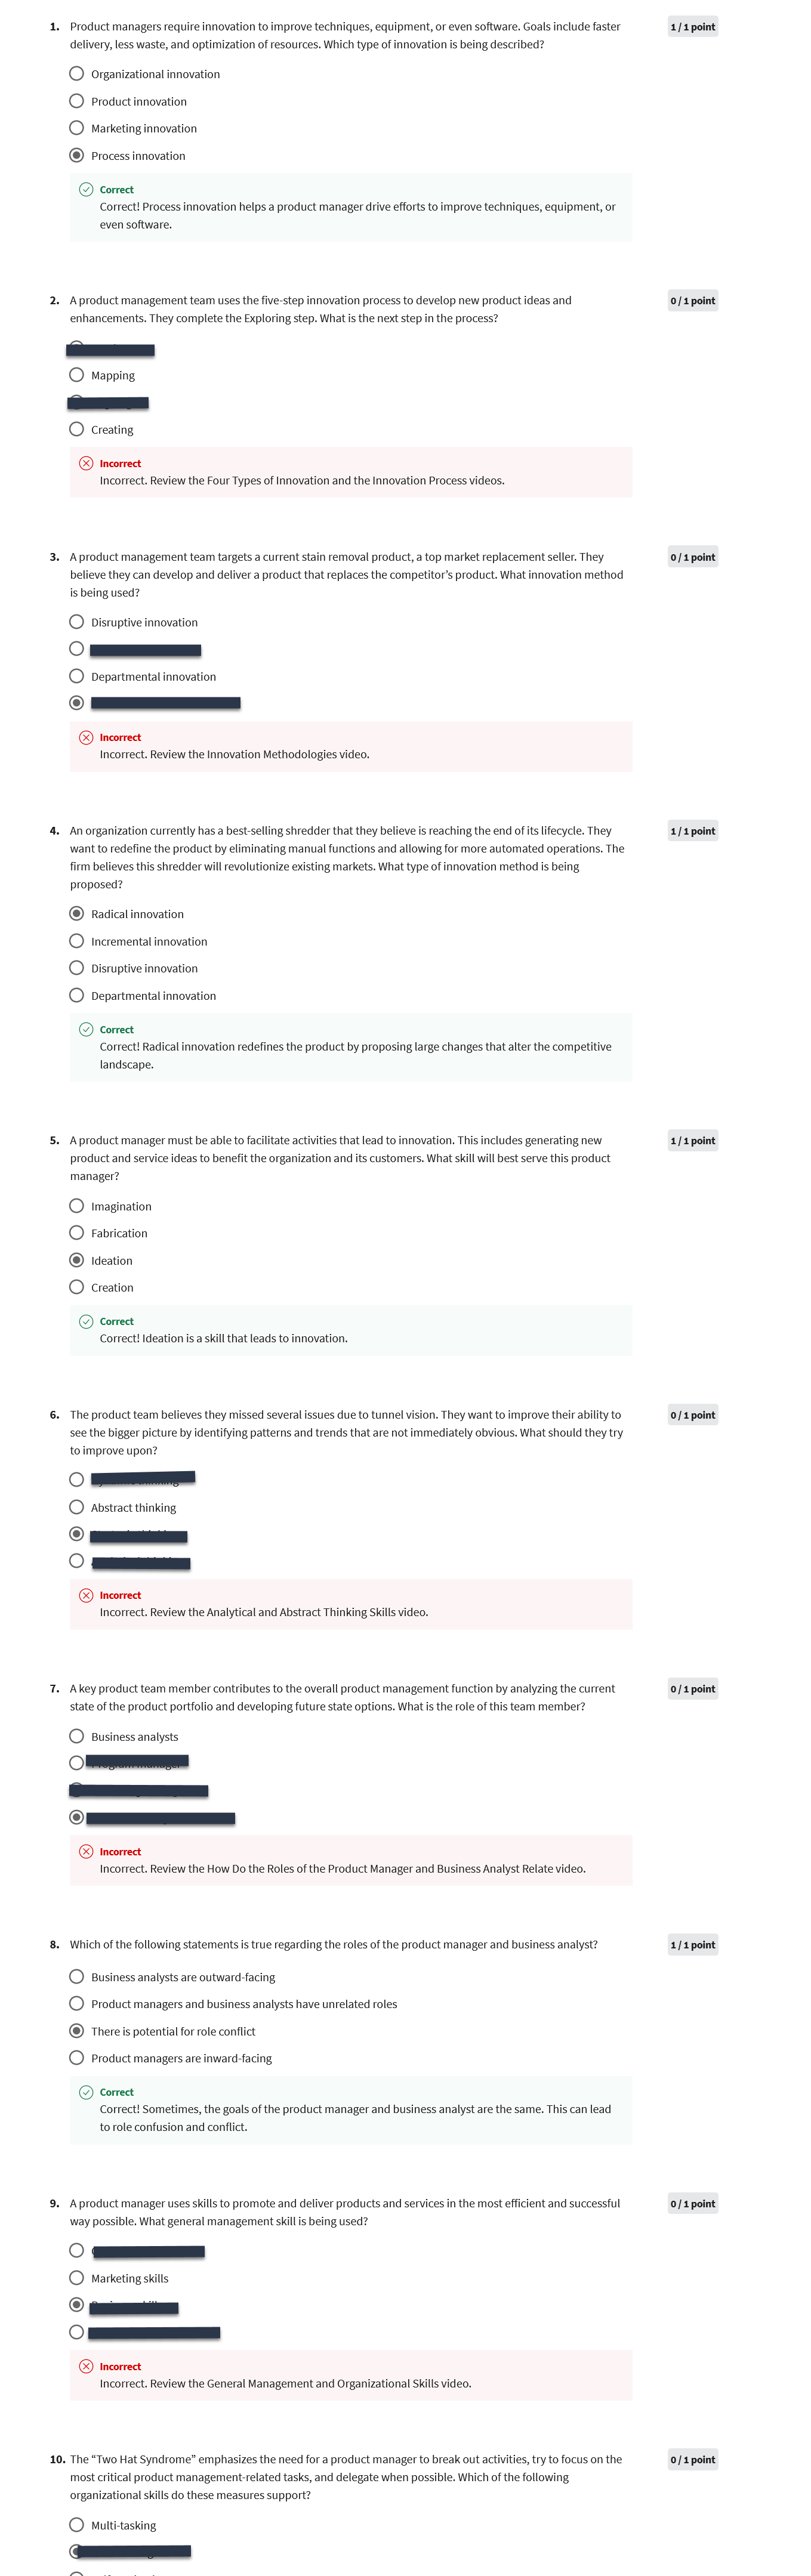 1. Product managers require innovation to improve techniques, equipment, or even software. Goals include faster
delivery, less waste, and optimization of resources. Which type of innovation is being described?
1 / 1 point
Organizational innovation
Product innovation
Marketing innovation
Process innovation
Correct
Correct! Process innovation helps a product manager drive efforts to improve techniques, equipment, or
even software.
2. A product management team uses the five-step innovation process to develop new product ideas and
enhancements. They complete the Exploring step. What is the next step in the process?
0 / 1 point
Mapping
Creating
Incorrect
Incorrect. Review the Four Types of Innovation and the Innovation Process videos.
3. A product management team targets a current stain removal product, a top market replacement seller. They
believe they can develop and deliver a product that replaces the competitor's product. What innovation method
is being used?
0 / 1 point
Disruptive innovation
Departmental innovation
Incorrect
Incorrect. Review the Innovation Methodologies video.
4. An organization currently has a best-selling shredder that they believe is reaching the end of its lifecycle. They
want to redefine the product by eliminating manual functions and allowing for more automated operations. The
firm believes this shredder will revolutionize existing markets. What type of innovation method is being
proposed?
1 / 1 point
Radical innovation
Incremental innovation
Disruptive innovation
Departmental innovation
Correct
Correct! Radical innovation redefines the product by proposing large changes that alter the competitive
landscape.
5. A product manager must be able to facilitate activities that lead to innovation. This includes generating new
product and service ideas to benefit the organization and its customers. What skill will best serve this product
manager?
1 / 1 point
Imagination
Fabrication
Ideation
Creation
Correct
Correct! Ideation is a skill that leads to innovation.
6. The product team believes they missed several issues due to tunnel vision. They want to improve their ability to
see the bigger picture by identifying patterns and trends that are not immediately obvious. What should they try
to improve upon?
0 / 1 point
Abstract thinking
Incorrect
Incorrect. Review the Analytical and Abstract Thinking Skills video.
7. A key product team member contributes to the overall product management function by analyzing the current
state of the product portfolio and developing future state options. What is the role of this team member?
0 / 1 point
Business analysts
Incorrect
Incorrect. Review the How Do the Roles of the Product Manager and Business Analyst Relate video.
8. Which of the following statements is true regarding the roles of the product manager and business analyst?
1 / 1 point
Business analysts are outward-facing
Product managers and business analysts have unrelated roles
There is potential for role conflict
Product managers are inward-facing
Correct
Correct! Sometimes, the goals of the product manager and business analyst are the same. This can lead
to role confusion and conflict.
9. A product manager uses skills to promote and deliver products and services in the most efficient and successful
way possible. What general management skill is being used?
0 / 1 point
Marketing skills
Incorrect
Incorrect. Review the General Management and Organizational Skills video.
10. The “Two Hat Syndrome” emphasizes the need for a product manager to break out activities, try to focus on the
most critical product management-related tasks, and delegate when possible. Which of the following
organizational skills do these measures support?
0 / 1 point
Multi-tasking